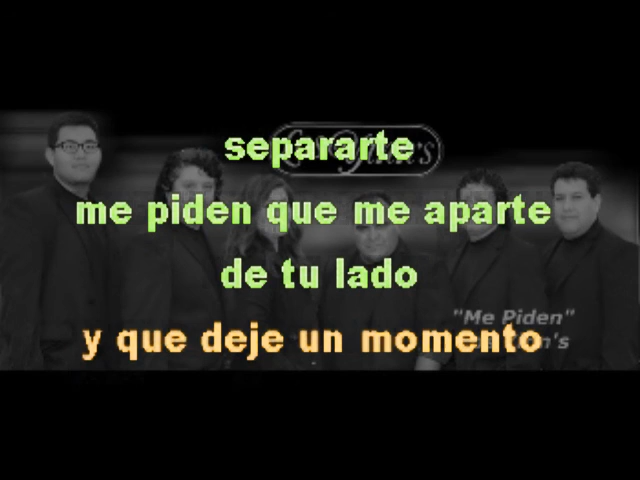 separarte
me piden que me aparte
de tu lado
"Me Piden"
y que deje un momento